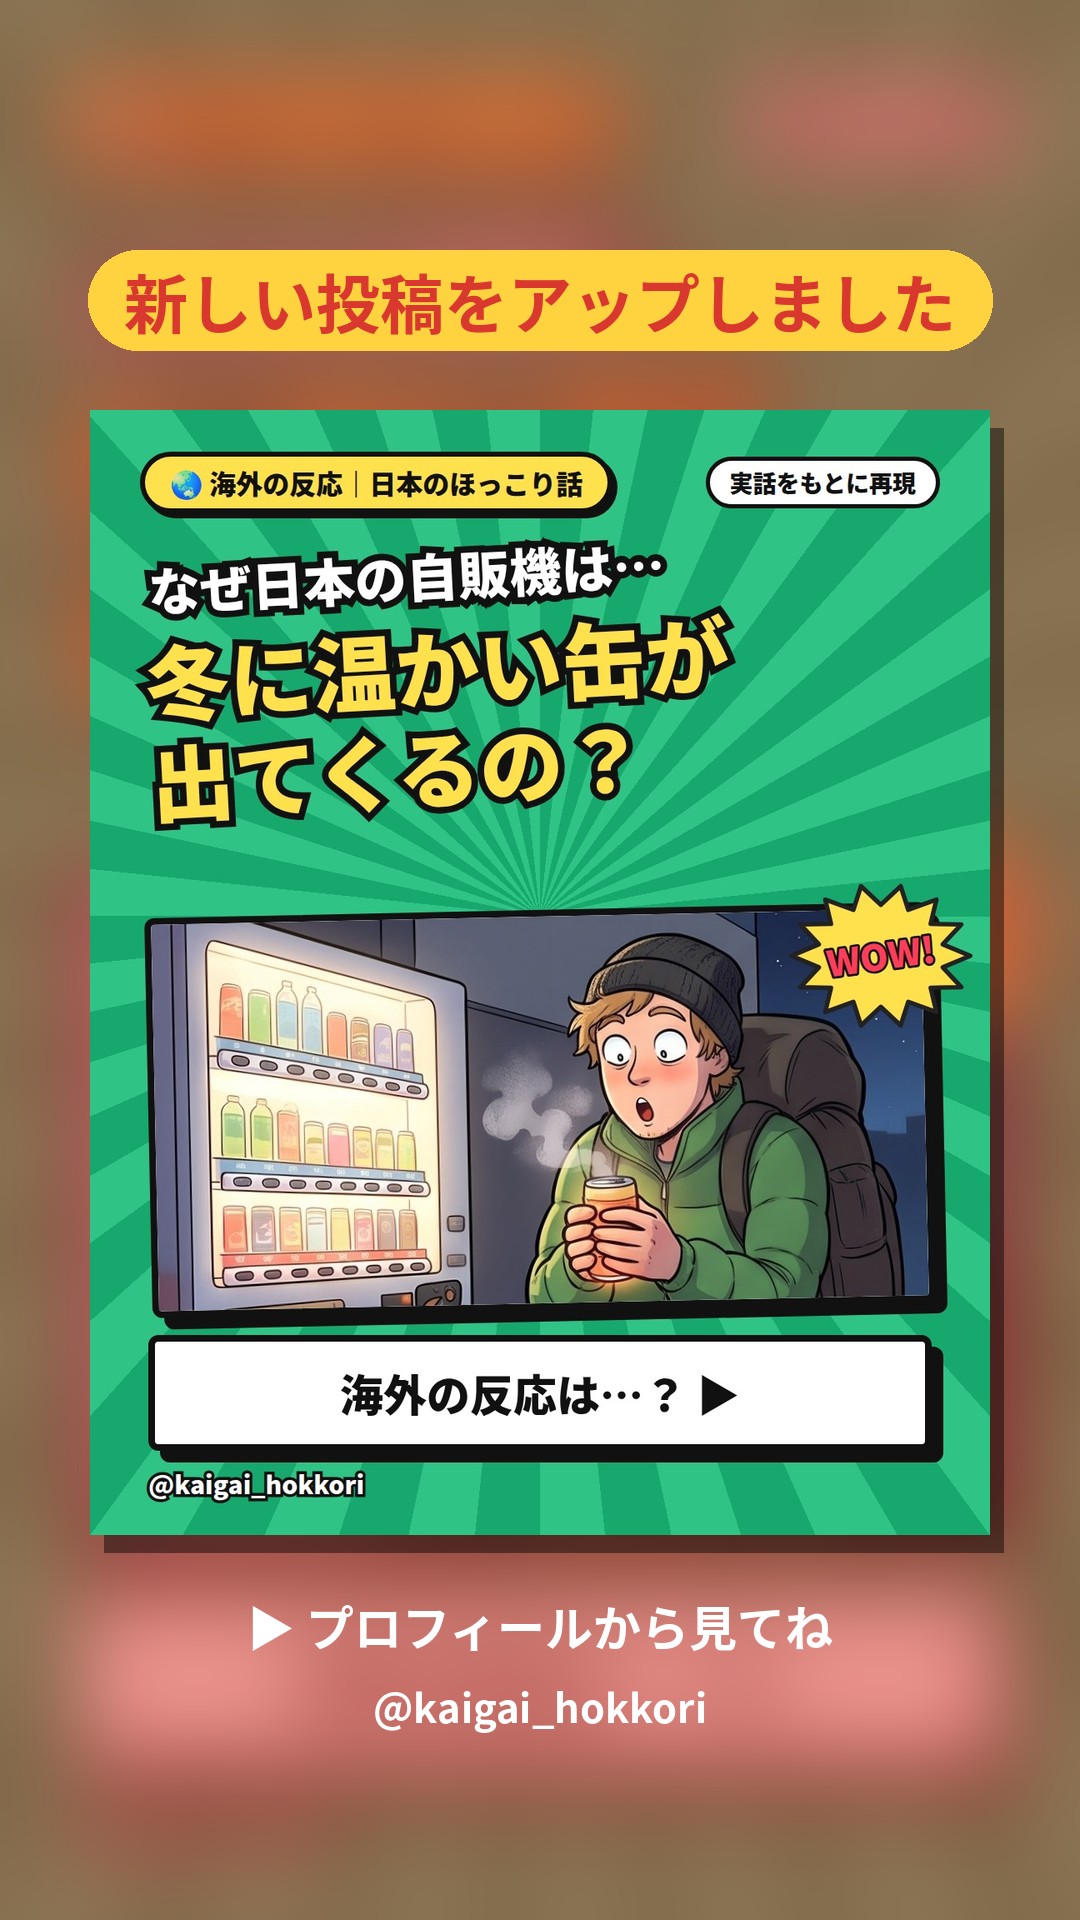 新しい投稿をアップしました
🌏 海外の反応｜日本のほっこり話
実話をもとに再現
なぜ日本の自販機は…
冬に温かい缶が
出てくるの？
WOW!
海外の反応は…？ ▶
@kaigai_hokkori
▶ プロフィールから見てね
@kaigai_hokkori